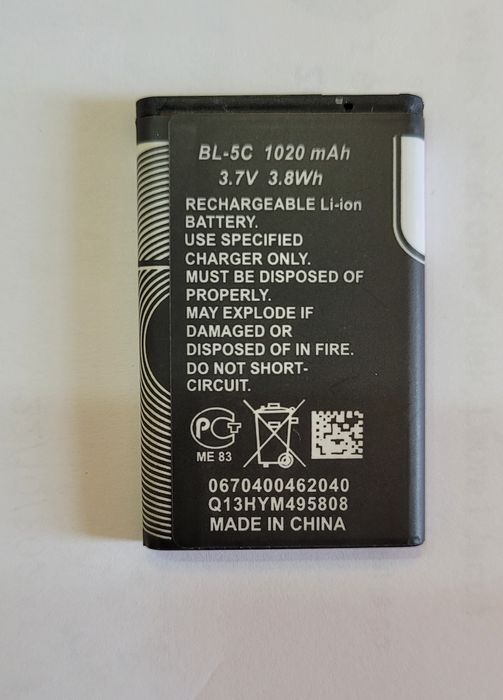 BL-5C 1020 mAh
3.7V 3.8Wh
RECHARGEABLE Li-ion
BATTERY.
USE SPECIFIED
CHARGER ONLY.
MUST BE DISPOSED OF
PROPERLY.
MAY EXPLODE IF
DAMAGED OR
DISPOSED OF IN FIRE.
DO NOT SHORT-
CIRCUIT.
ME 83
0670400462040
Q13HYM495808
MADE IN CHINA